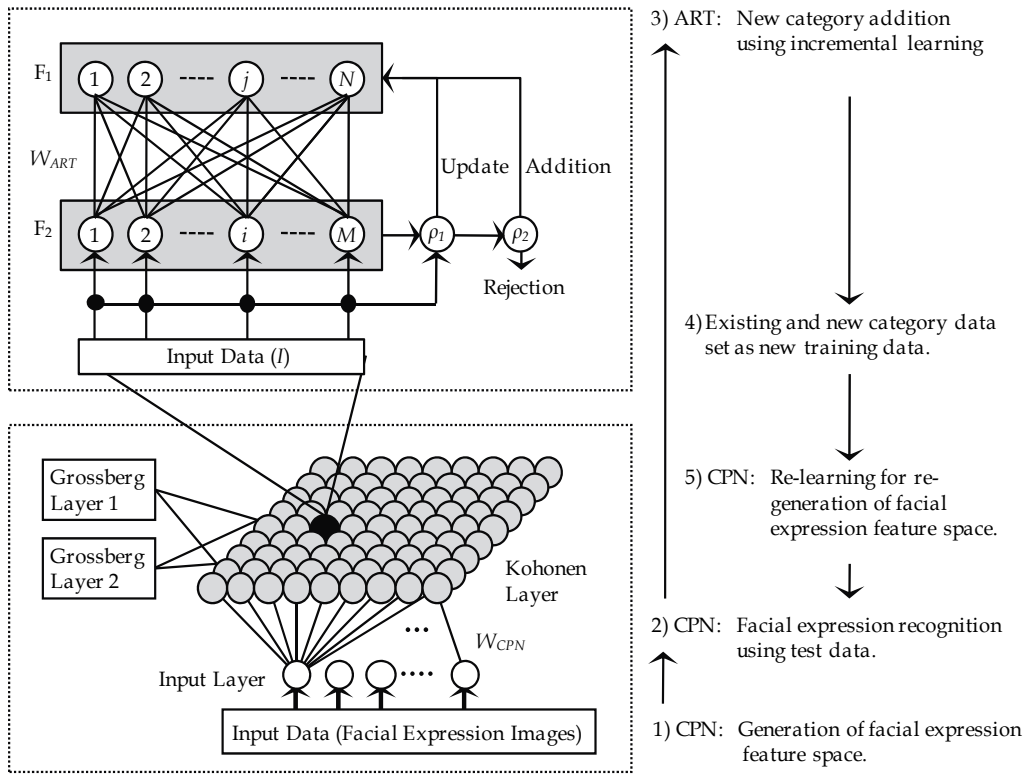 F1
1 2 ---- j ---- N
WART
Update Addition
F2
1 2 ---- i ---- M
ρ1 ρ2
Rejection
Input Data (I)
Grossberg
Layer 1
Grossberg
Layer 2
Kohonen
Layer
...
WCPN
Input Layer
....
Input Data (Facial Expression Images)
3) ART: New category addition
using incremental learning
4) Existing and new category data
set as new training data.
5) CPN: Re-learning for re-
generation of facial
expression feature space.
2) CPN: Facial expression recognition
using test data.
1) CPN: Generation of facial expression
feature space.